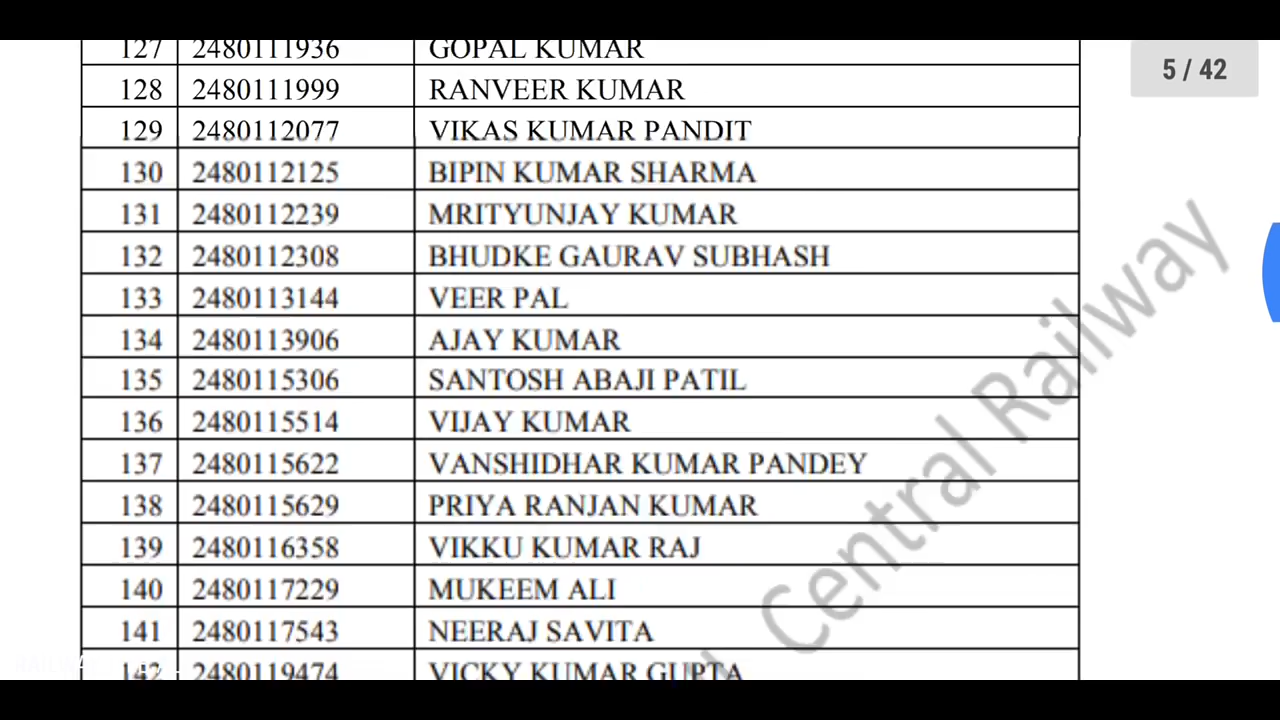 127 2480111936 GOPAL KUMAR
5 / 42
128 2480111999 RANVEER KUMAR
129 2480112077 VIKAS KUMAR PANDIT
130 2480112125 BIPIN KUMAR SHARMA
131 2480112239 MRITYUNJAY KUMAR
132 2480112308 BHUDKE GAURAV SUBHASH
133 2480113144 VEER PAL
134 2480113906 AJAY KUMAR
135 2480115306 SANTOSH ABAJI PATIL
136 2480115514 VIJAY KUMAR
137 2480115622 VANSHIDHAR KUMAR PANDEY
138 2480115629 PRIYA RANJAN KUMAR
139 2480116358 VIKKU KUMAR RAJ
140 2480117229 MUKEEM ALI
141 2480117543 NEERAJ SAVITA
142 2480119474 VICKY KUMAR GUPTA
Central Railway